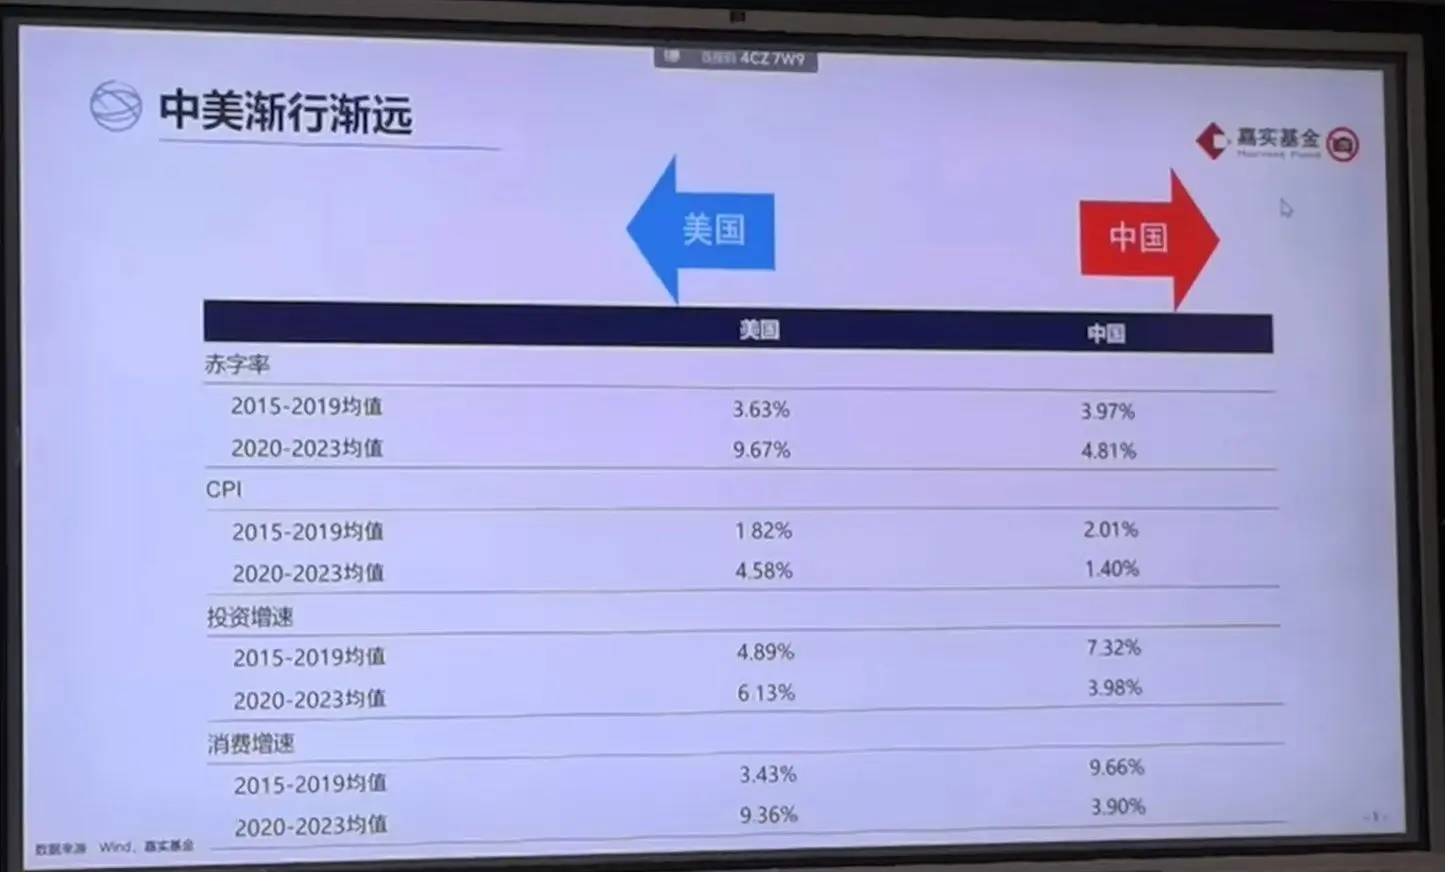 4CZ7W9
中美渐行渐远
嘉实基金
Harvest Fund
美国
中国
美国 中国
赤字率
2015-2019均值 3.63% 3.97%
2020-2023均值 9.67% 4.81%
CPI
2015-2019均值 1.82% 2.01%
2020-2023均值 4.58% 1.40%
投资增速
2015-2019均值 4.89% 7.32%
2020-2023均值 6.13% 3.98%
消费增速
2015-2019均值 3.43% 9.66%
2020-2023均值 9.36% 3.90%
数据来源 Wind、嘉实基金